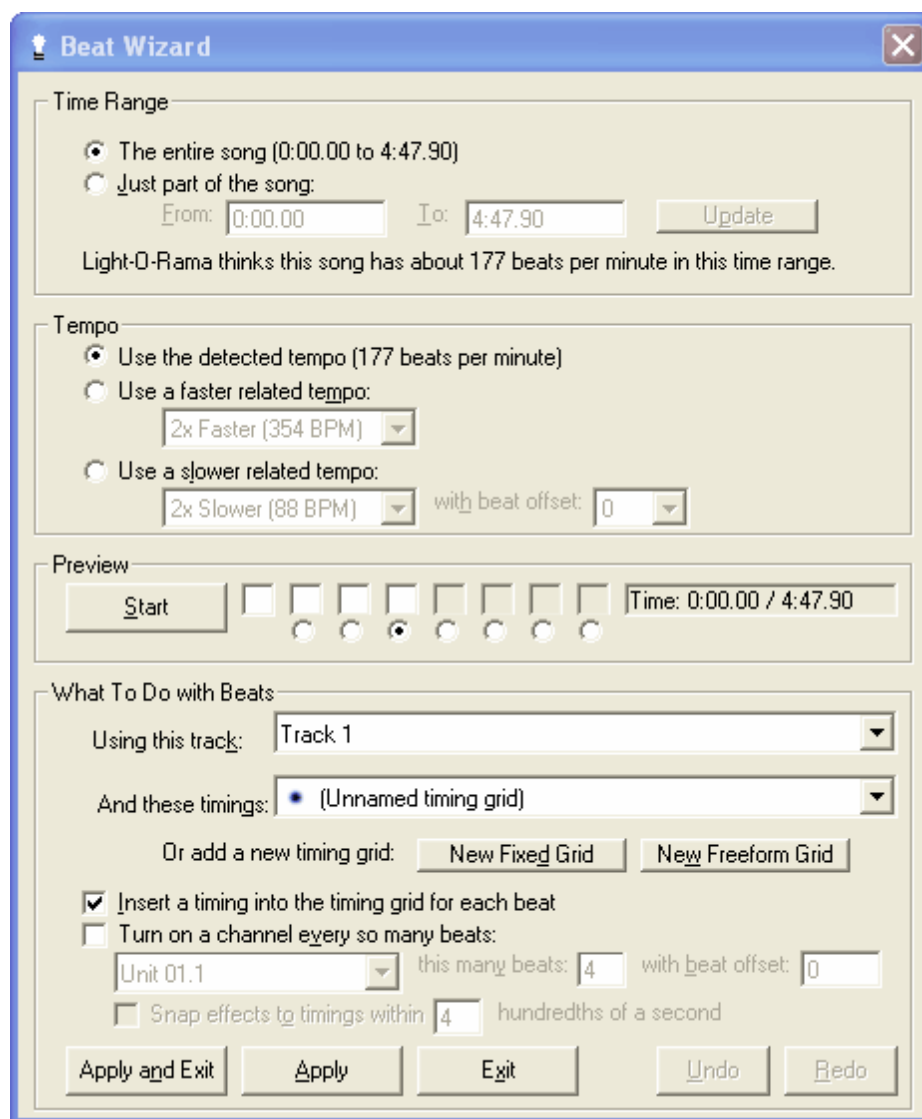 Beat Wizard
Time Range
The entire song (0:00.00 to 4:47.90)
Just part of the song:
From: 0:00.00 To: 4:47.90 Update
Light-O-Rama thinks this song has about 177 beats per minute in this time range.
Tempo
Use the detected tempo (177 beats per minute)
Use a faster related tempo:
2x Faster (354 BPM)
Use a slower related tempo:
2x Slower (88 BPM) with beat offset: 0
Preview
Start Time: 0:00.00 / 4:47.90
What To Do with Beats
Using this track: Track 1
And these timings: (Unnamed timing grid)
Or add a new timing grid: New Fixed Grid New Freeform Grid
Insert a timing into the timing grid for each beat
Turn on a channel every so many beats:
Unit 01.1 this many beats: 4 with beat offset: 0
Snap effects to timings within 4 hundredths of a second
Apply and Exit Apply Exit Undo Redo